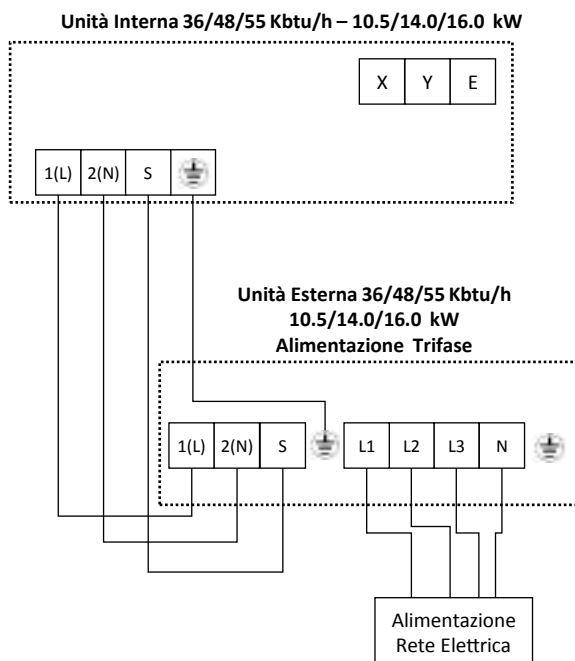 Unità Interna 36/48/55 Kbtu/h – 10.5/14.0/16.0 kW
X Y E
1(L) 2(N) S
Unità Esterna 36/48/55 Kbtu/h
10.5/14.0/16.0 kW
Alimentazione Trifase
1(L) 2(N) S L1 L2 L3 N
Alimentazione
Rete Elettrica